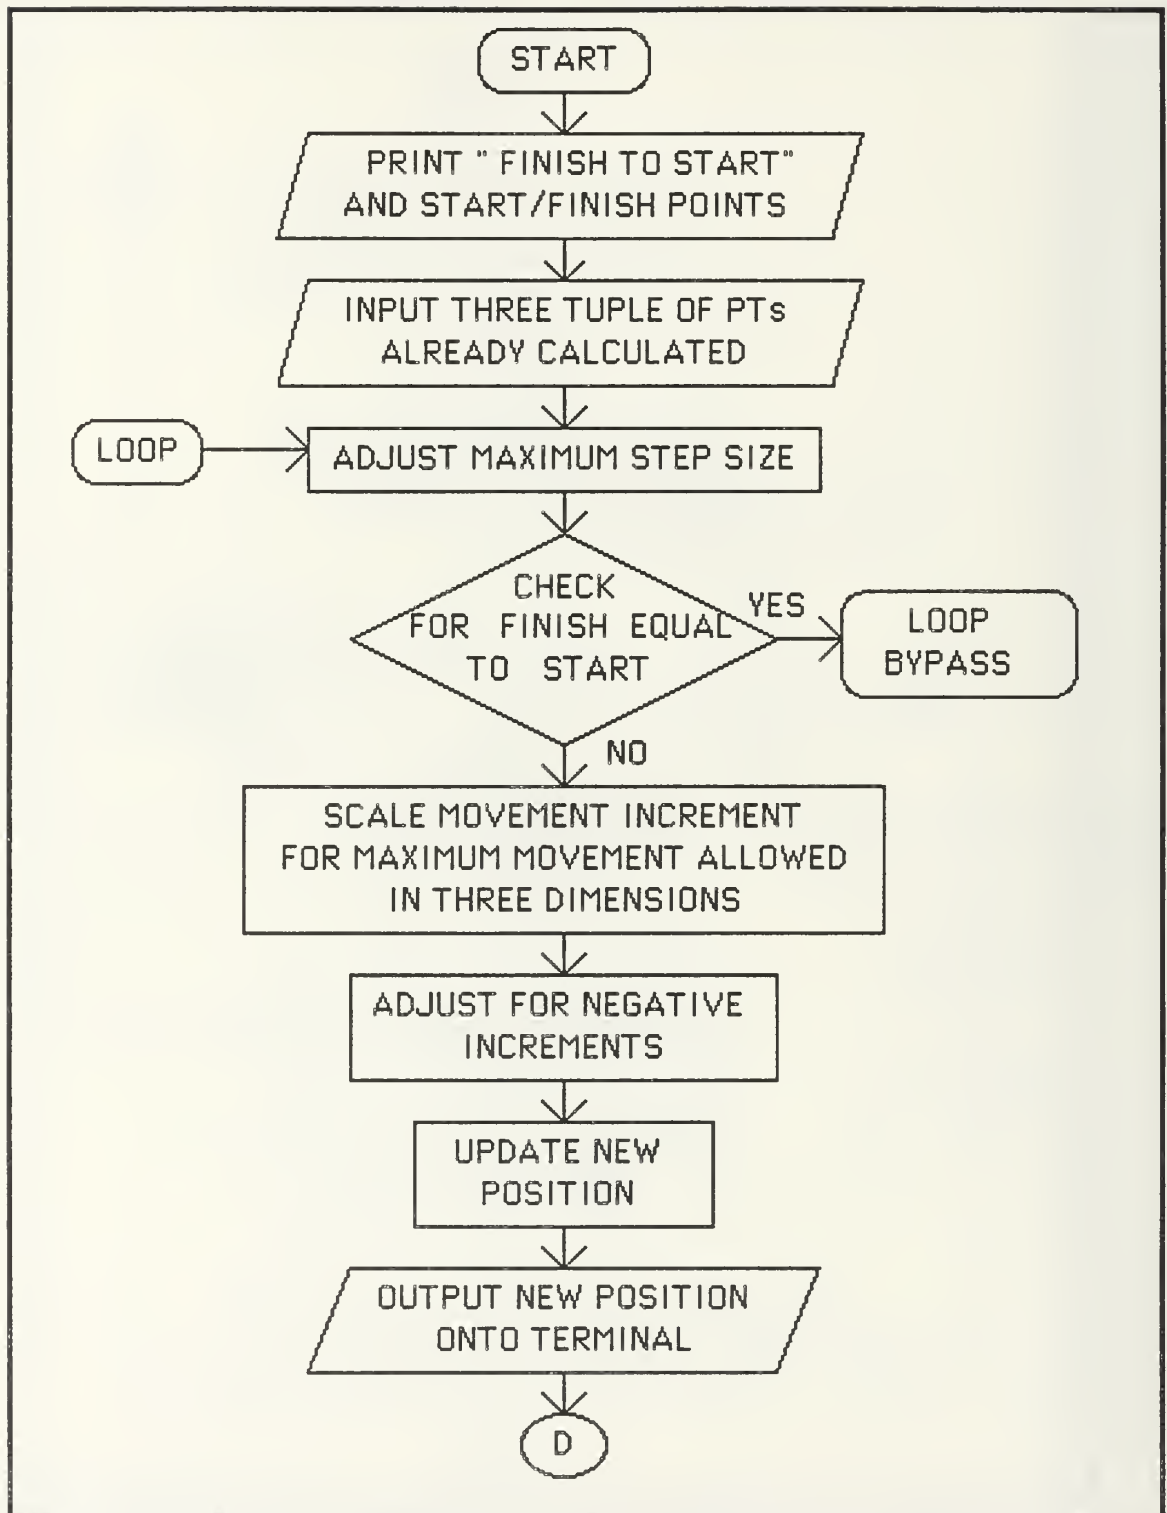 START
PRINT " FINISH TO START"
AND START/FINISH POINTS
INPUT THREE TUPLE OF PTs
ALREADY CALCULATED
LOOP
ADJUST MAXIMUM STEP SIZE
CHECK
FOR FINISH EQUAL
TO START
YES
LOOP
BYPASS
NO
SCALE MOVEMENT INCREMENT
FOR MAXIMUM MOVEMENT ALLOWED
IN THREE DIMENSIONS
ADJUST FOR NEGATIVE
INCREMENTS
UPDATE NEW
POSITION
OUTPUT NEW POSITION
ONTO TERMINAL
D